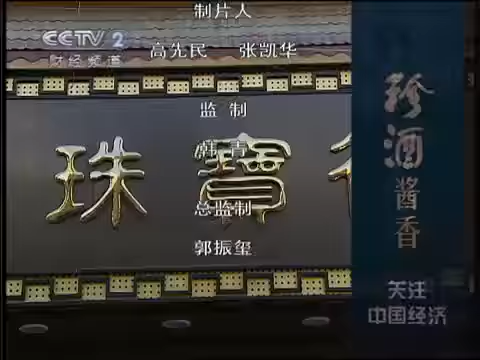 制片人
CCTV 2
财经频道
高先民 张凯华
监制
韩青
总监制
郭振玺
珠寶
珍酒
酱香
关注
中国经济